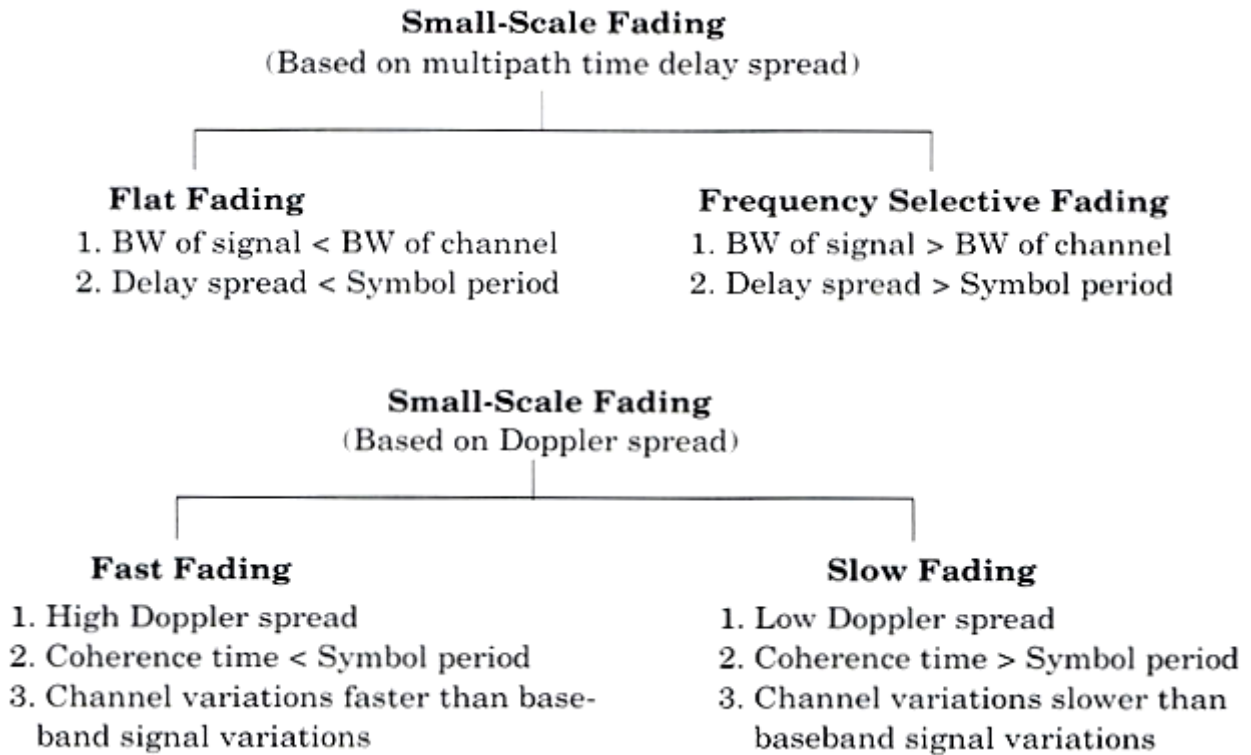 Small-Scale Fading
(Based on multipath time delay spread)
Flat Fading
1. BW of signal < BW of channel
2. Delay spread < Symbol period
Frequency Selective Fading
1. BW of signal > BW of channel
2. Delay spread > Symbol period
Small-Scale Fading
(Based on Doppler spread)
Fast Fading
1. High Doppler spread
2. Coherence time < Symbol period
3. Channel variations faster than base-
band signal variations
Slow Fading
1. Low Doppler spread
2. Coherence time > Symbol period
3. Channel variations slower than
baseband signal variations